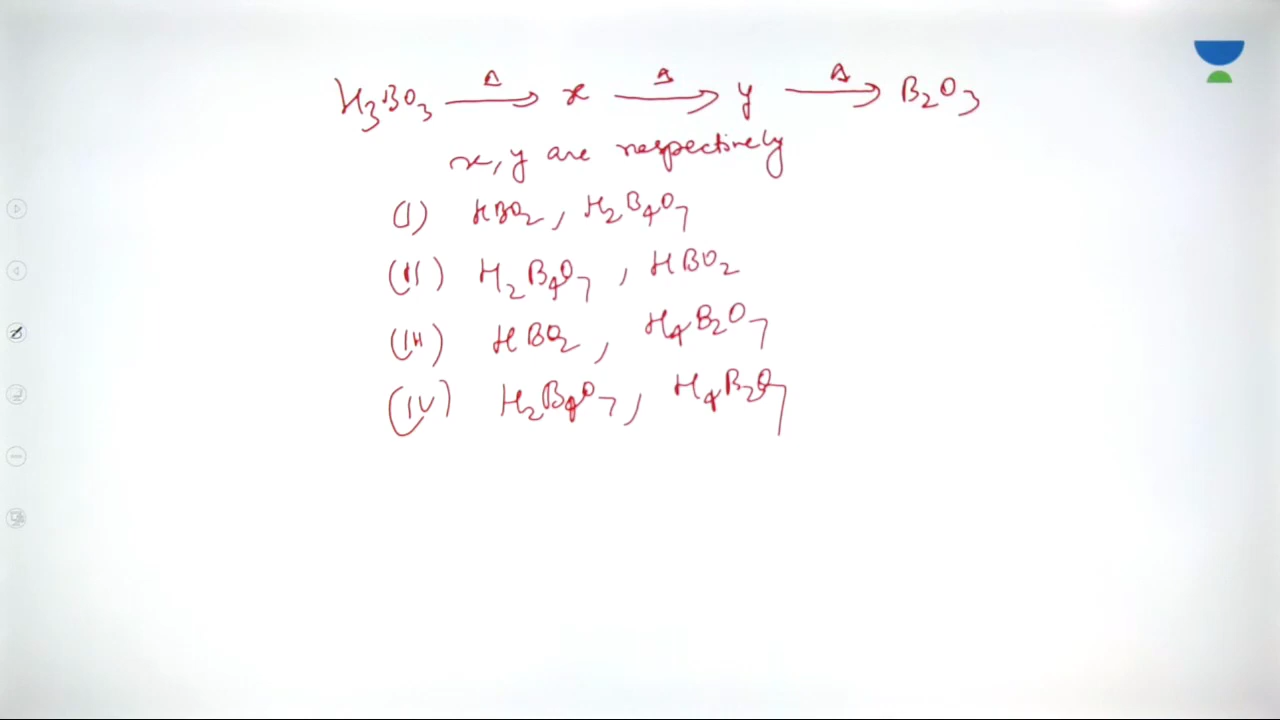 H₃BO₃ —Δ→ x —Δ→ y —Δ→ B₂O₃
x, y are respectively
(I) HBO₂, H₂B₄O₇
(II) H₂B₄O₇, HBO₂
(III) HBO₂, H₄B₂O₇
(IV) H₂B₄O₇, H₄B₂O₇